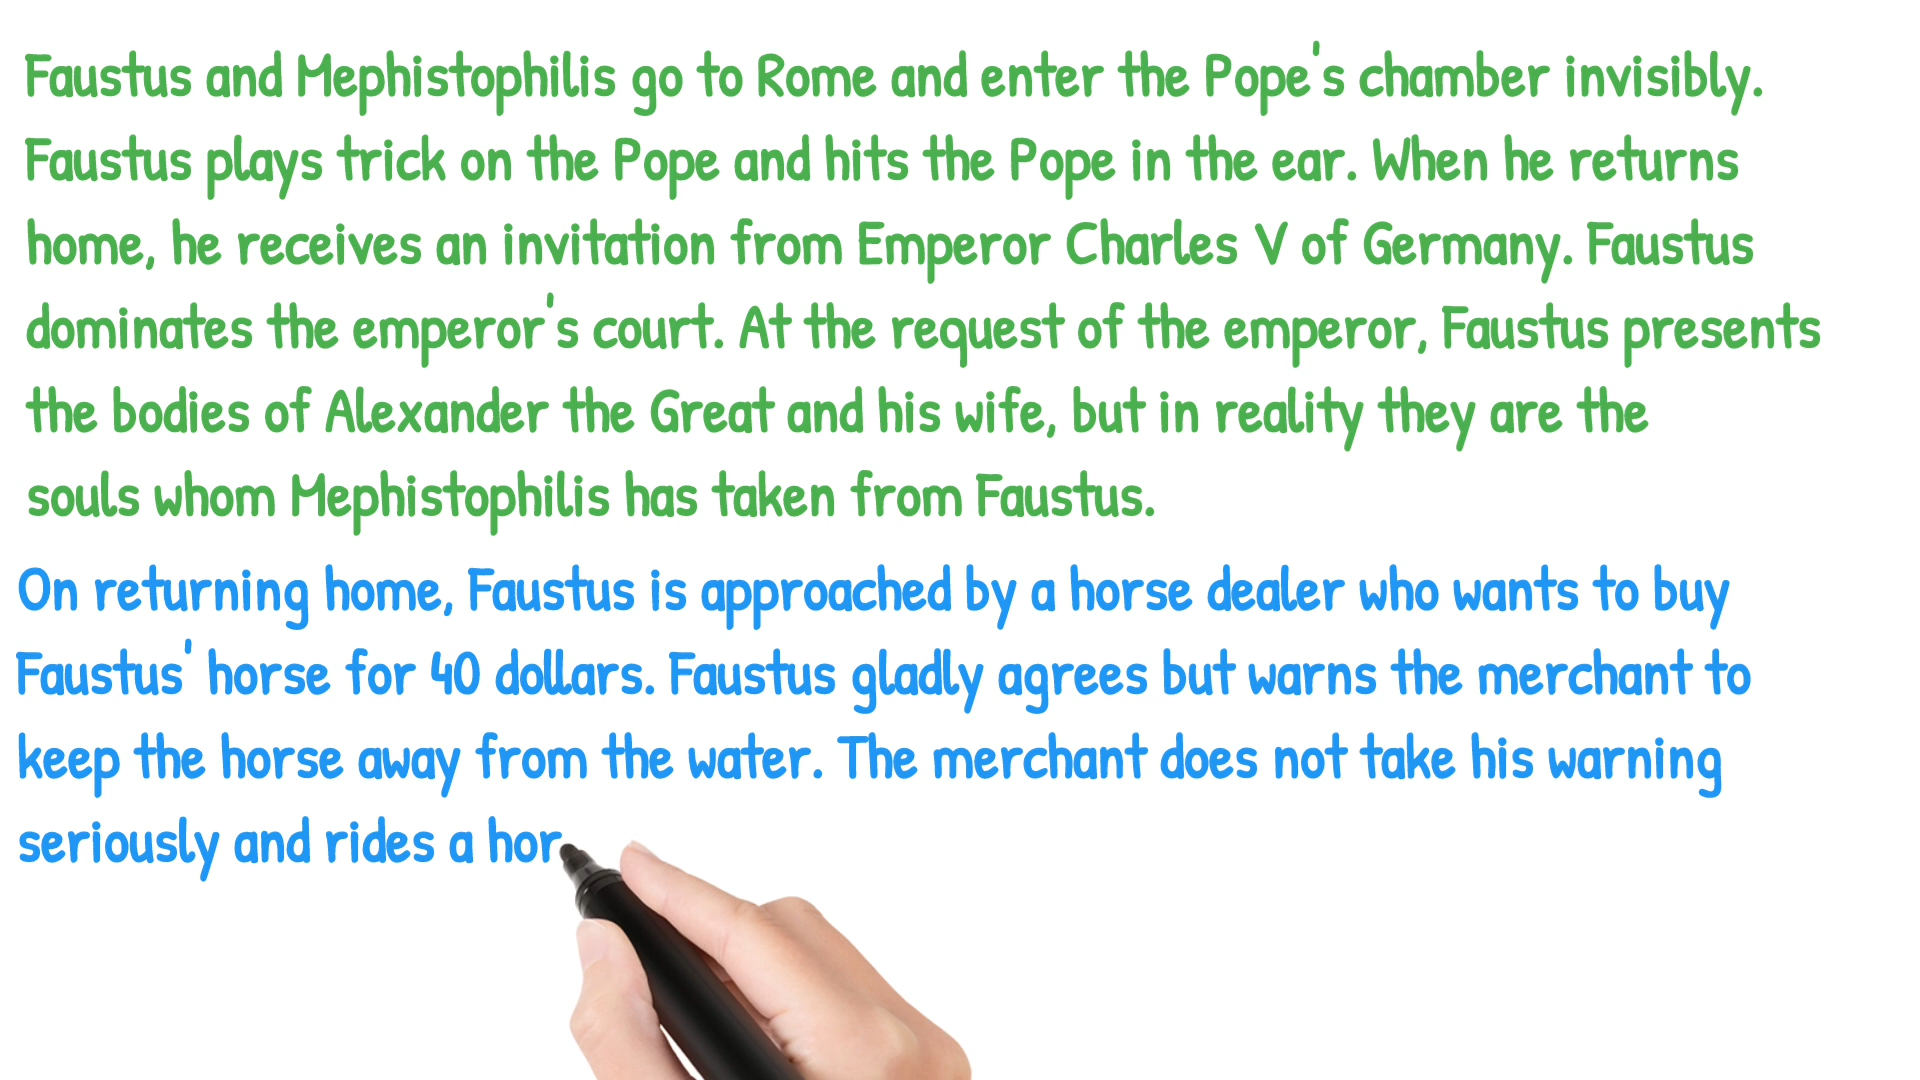 Faustus and Mephistophilis go to Rome and enter the Pope's chamber invisibly.
Faustus plays trick on the Pope and hits the Pope in the ear. When he returns
home, he receives an invitation from Emperor Charles V of Germany. Faustus
dominates the emperor's court. At the request of the emperor, Faustus presents
the bodies of Alexander the Great and his wife, but in reality they are the
souls whom Mephistophilis has taken from Faustus.
On returning home, Faustus is approached by a horse dealer who wants to buy
Faustus' horse for 40 dollars. Faustus gladly agrees but warns the merchant to
keep the horse away from the water. The merchant does not take his warning
seriously and rides a hor